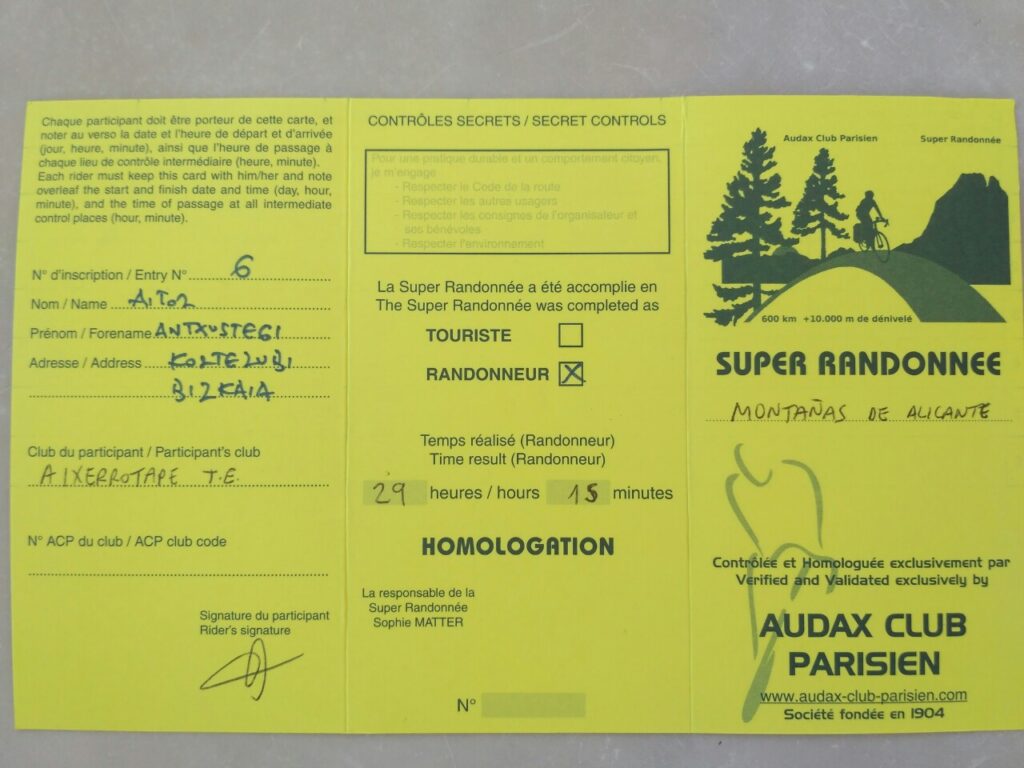 Chaque participant doit être porteur de cette carte, et
noter au verso la date et l'heure de départ et d'arrivée
(jour, heure, minute), ainsi que l'heure de passage à
chaque lieu de contrôle intermédiaire (heure, minute).
Each rider must keep this card with him/her and note
overleaf the start and finish date and time (day, hour,
minute), and the time of passage at all intermediate
control places (hour, minute).
N° d'inscription / Entry N° 6
Nom / Name AITOR
Prénom / Forename ANTXUSTEGI
Adresse / Address KORTEZUBI
BIZKAIA
Club du participant / Participant's club
AIXERROTAPE T.E.
N° ACP du club / ACP club code
Signature du participant
Rider's signature
CONTRÔLES SECRETS / SECRET CONTROLS
Pour une pratique durable et un comportement citoyen,
je m'engage
- Respecter le Code de la route
- Respecter les autres usagers
- Respecter les consignes de l'organisateur et
ses bénévoles
- Respecter l'environnement
La Super Randonnée a été accomplie en
The Super Randonnée was completed as
TOURISTE
RANDONNEUR X
Temps réalisé (Randonneur)
Time result (Randonneur)
29 heures / hours 15 minutes
HOMOLOGATION
La responsable de la
Super Randonnée
Sophie MATTER
N°
Audax Club Parisien Super Randonnée
600 km +10.000 m de dénivelé
SUPER RANDONNEE
MONTAÑAS DE ALICANTE
Contrôlée et Homologuée exclusivement par
Verified and Validated exclusively by
AUDAX CLUB
PARISIEN
www.audax-club-parisien.com
Société fondée en 1904